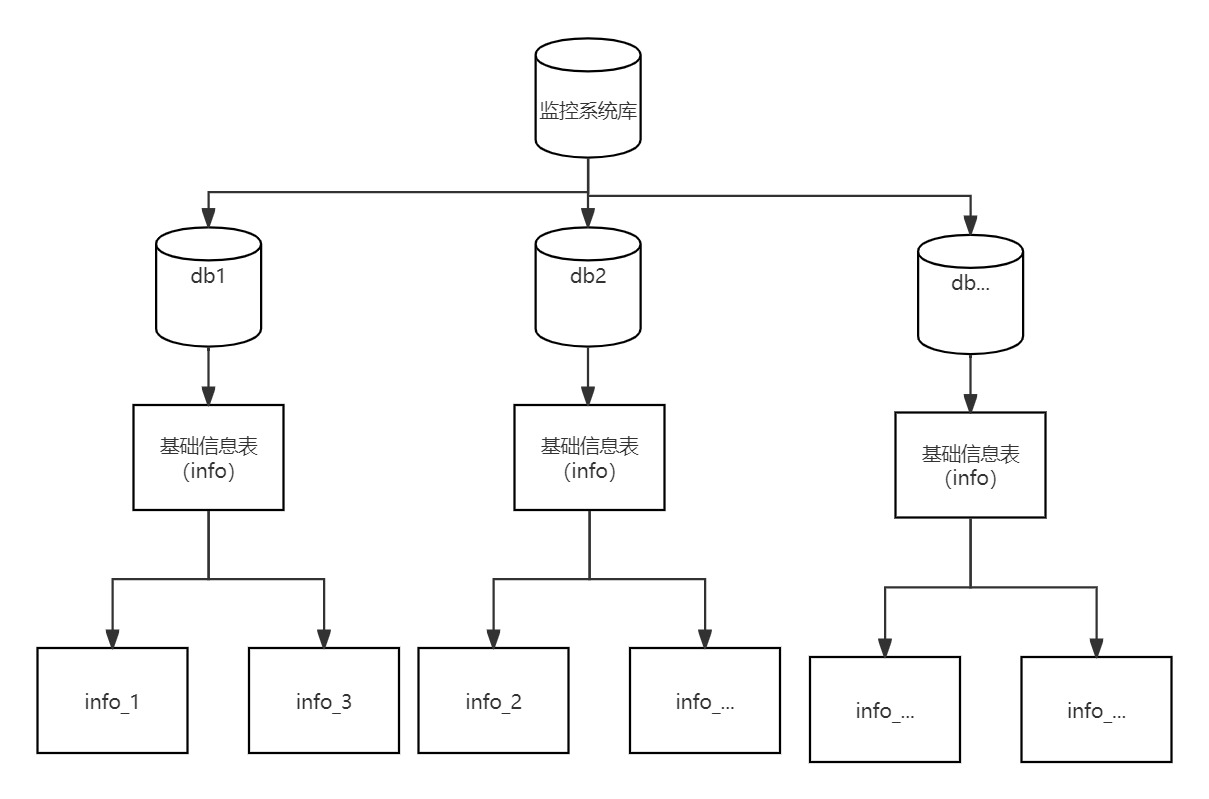 监控系统库
db1
db2
db...
基础信息表
（info）
基础信息表
（info）
基础信息表
（info）
info_1
info_3
info_2
info_...
info_...
info_...